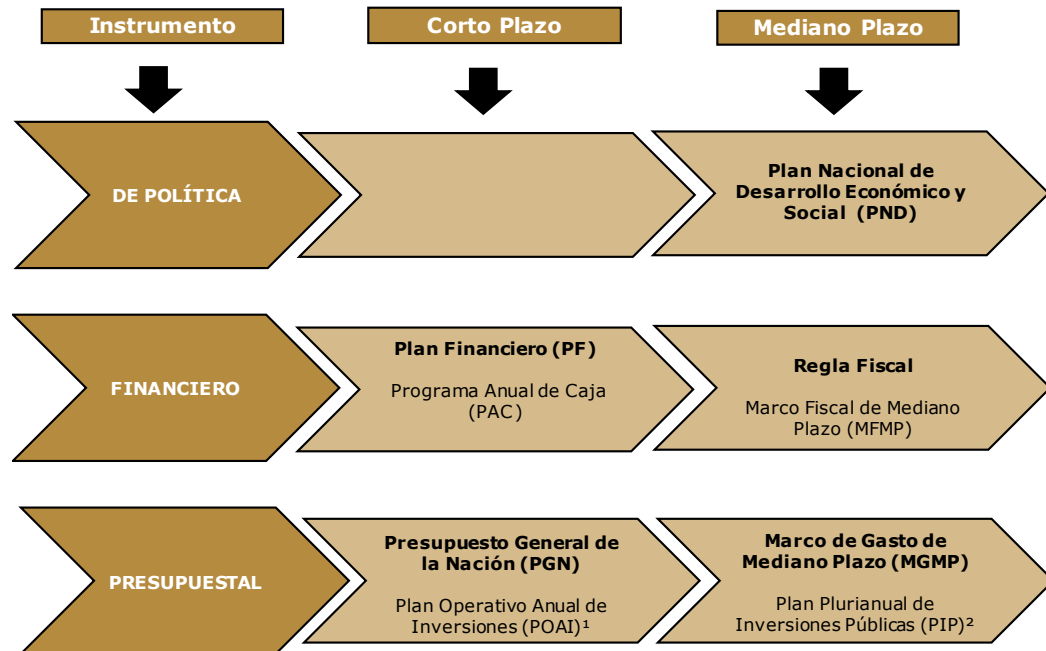 Instrumento
Corto Plazo
Mediano Plazo
DE POLÍTICA
Plan Nacional de
Desarrollo Económico y
Social (PND)
FINANCIERO
Plan Financiero (PF)
Programa Anual de Caja
(PAC)
Regla Fiscal
Marco Fiscal de Mediano
Plazo (MFMP)
PRESUPUESTAL
Presupuesto General de
la Nación (PGN)
Plan Operativo Anual de
Inversiones (POAI)¹
Marco de Gasto de
Mediano Plazo (MGMP)
Plan Plurianual de
Inversiones Públicas (PIP)²